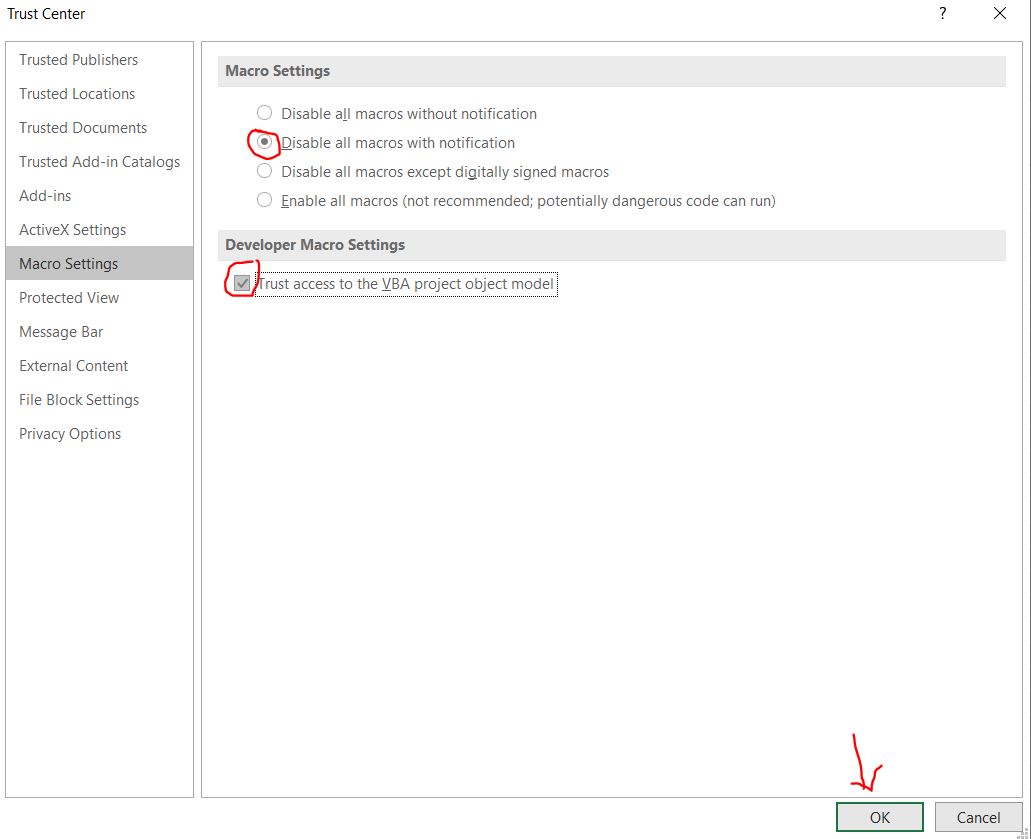 Trust Center
?
Trusted Publishers
Trusted Locations
Trusted Documents
Trusted Add-in Catalogs
Add-ins
ActiveX Settings
Macro Settings
Protected View
Message Bar
External Content
File Block Settings
Privacy Options
Macro Settings
Disable all macros without notification
Disable all macros with notification
Disable all macros except digitally signed macros
Enable all macros (not recommended; potentially dangerous code can run)
Developer Macro Settings
Trust access to the VBA project object model
OK
Cancel